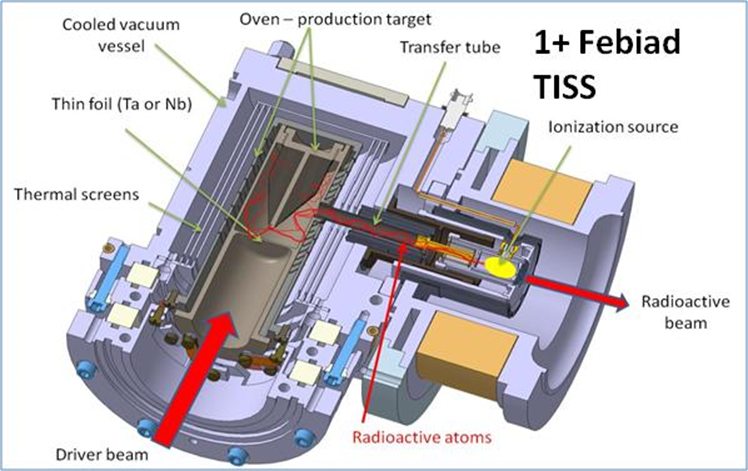 Cooled vacuum
vessel
Oven – production target
Transfer tube
1+ Febiad
TISS
Thin foil (Ta or Nb)
Ionization source
Thermal screens
Radioactive
beam
Radioactive atoms
Driver beam